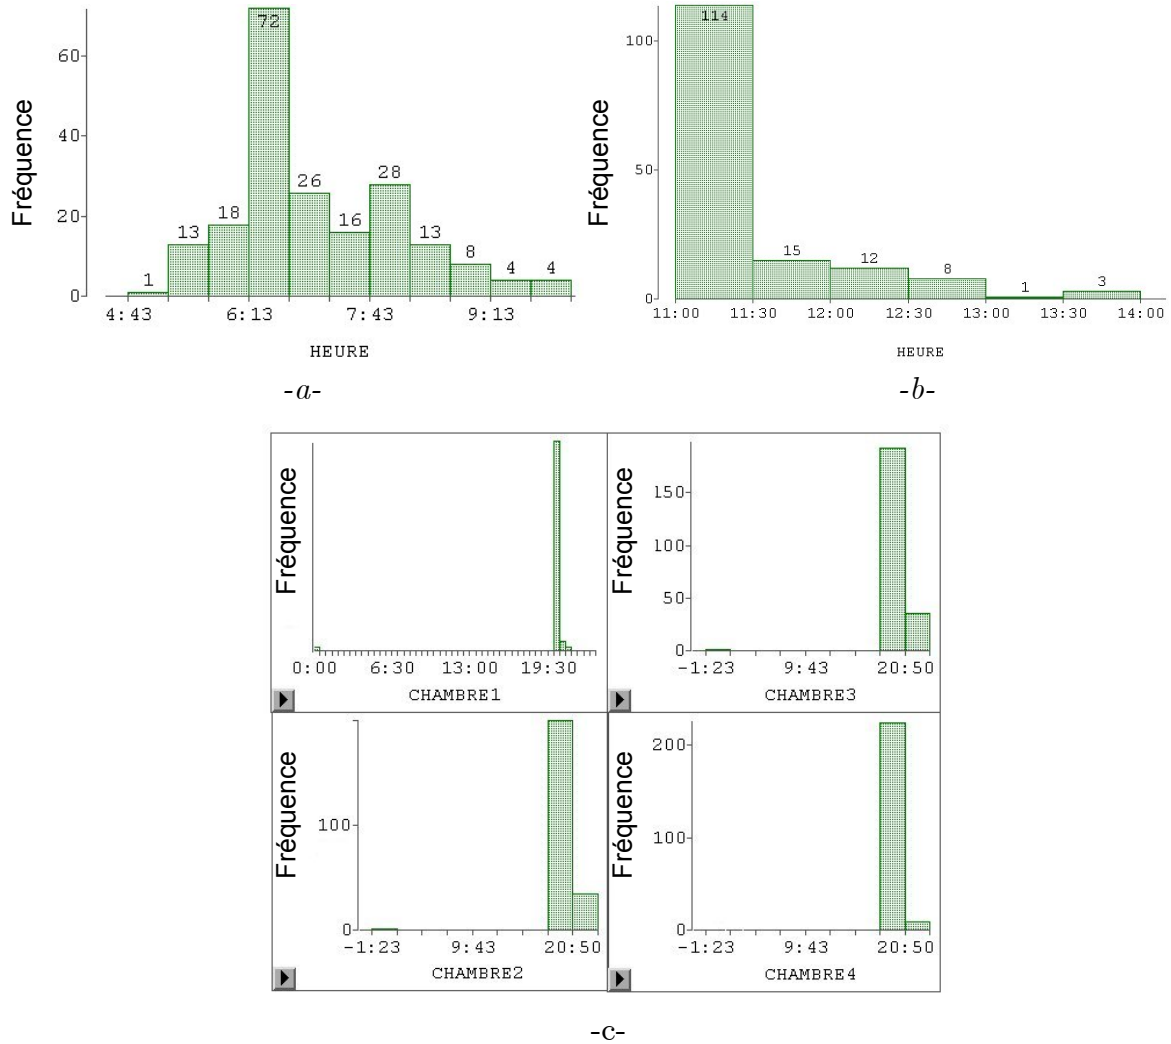 Fréquence
60
40
20
0
1
13
18
72
26
16
28
13
8
4
4
4:43 6:13 7:43 9:13
HEURE
-a-
Fréquence
100
50
0
114
15
12
8
1
3
11:00 11:30 12:00 12:30 13:00 13:30 14:00
HEURE
-b-
Fréquence
0:00 6:30 13:00 19:30
CHAMBRE1
Fréquence
150
100
50
0
-1:23 9:43 20:50
CHAMBRE3
Fréquence
100
0
-1:23 9:43 20:50
CHAMBRE2
Fréquence
200
100
0
-1:23 9:43 20:50
CHAMBRE4
-c-